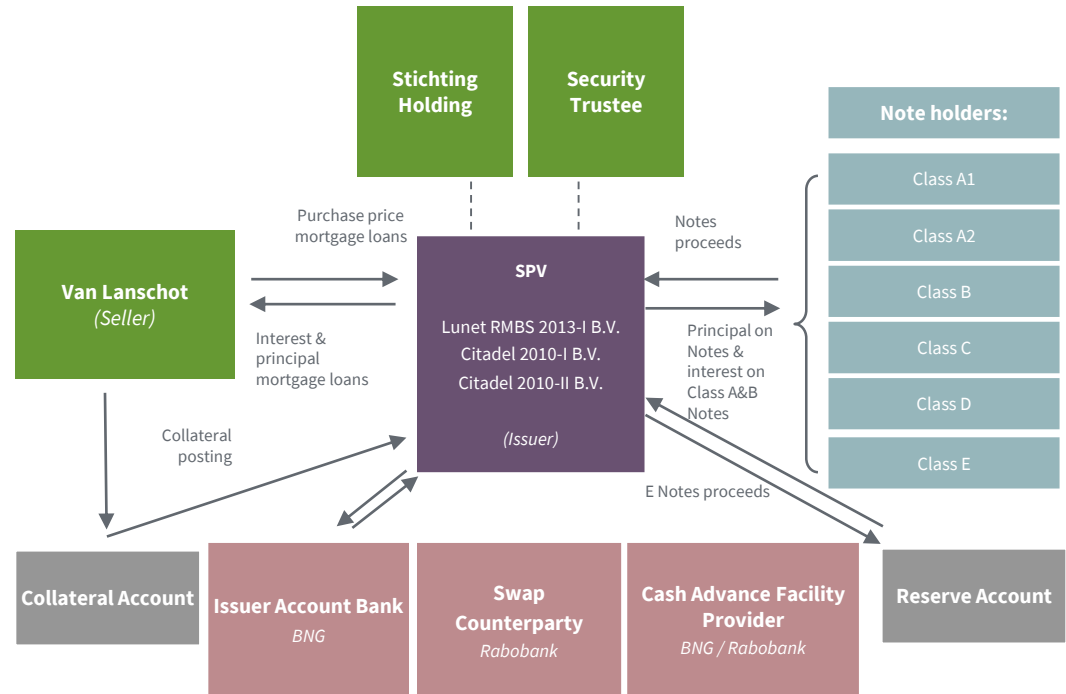 Stichting
Holding
Security
Trustee
Note holders:
Class A1
Class A2
Class B
Class C
Class D
Class E
Purchase price
mortgage loans
Notes
proceeds
Van Lanschot
(Seller)
SPV
Lunet RMBS 2013-I B.V.
Citadel 2010-I B.V.
Citadel 2010-II B.V.
(Issuer)
Interest &
principal
mortgage loans
Principal on
Notes &
interest on
Class A&B
Notes
Collateral
posting
E Notes proceeds
Collateral Account
Issuer Account Bank
BNG
Swap
Counterparty
Rabobank
Cash Advance Facility
Provider
BNG / Rabobank
Reserve Account